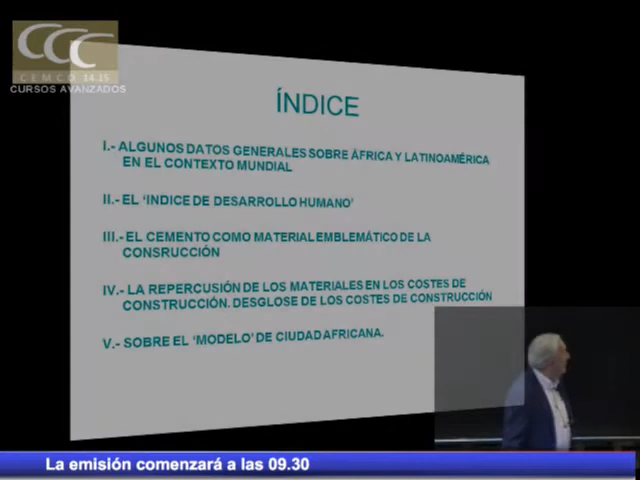 CCC
CEMCO 14.15
CURSOS AVANZADOS
ÍNDICE
I.- ALGUNOS DATOS GENERALES SOBRE ÁFRICA Y LATINOAMÉRICA
EN EL CONTEXTO MUNDIAL
II.- EL ‘INDICE DE DESARROLLO HUMANO’
III.- EL CEMENTO COMO MATERIAL EMBLEMÁTICO DE LA
CONSRUCCIÓN
IV.- LA REPERCUSIÓN DE LOS MATERIALES EN LOS COSTES DE
CONSTRUCCIÓN. DESGLOSE DE LOS COSTES DE CONSTRUCCIÓN
V.- SOBRE EL ‘MODELO’ DE CIUDAD AFRICANA.
La emisión comenzará a las 09.30